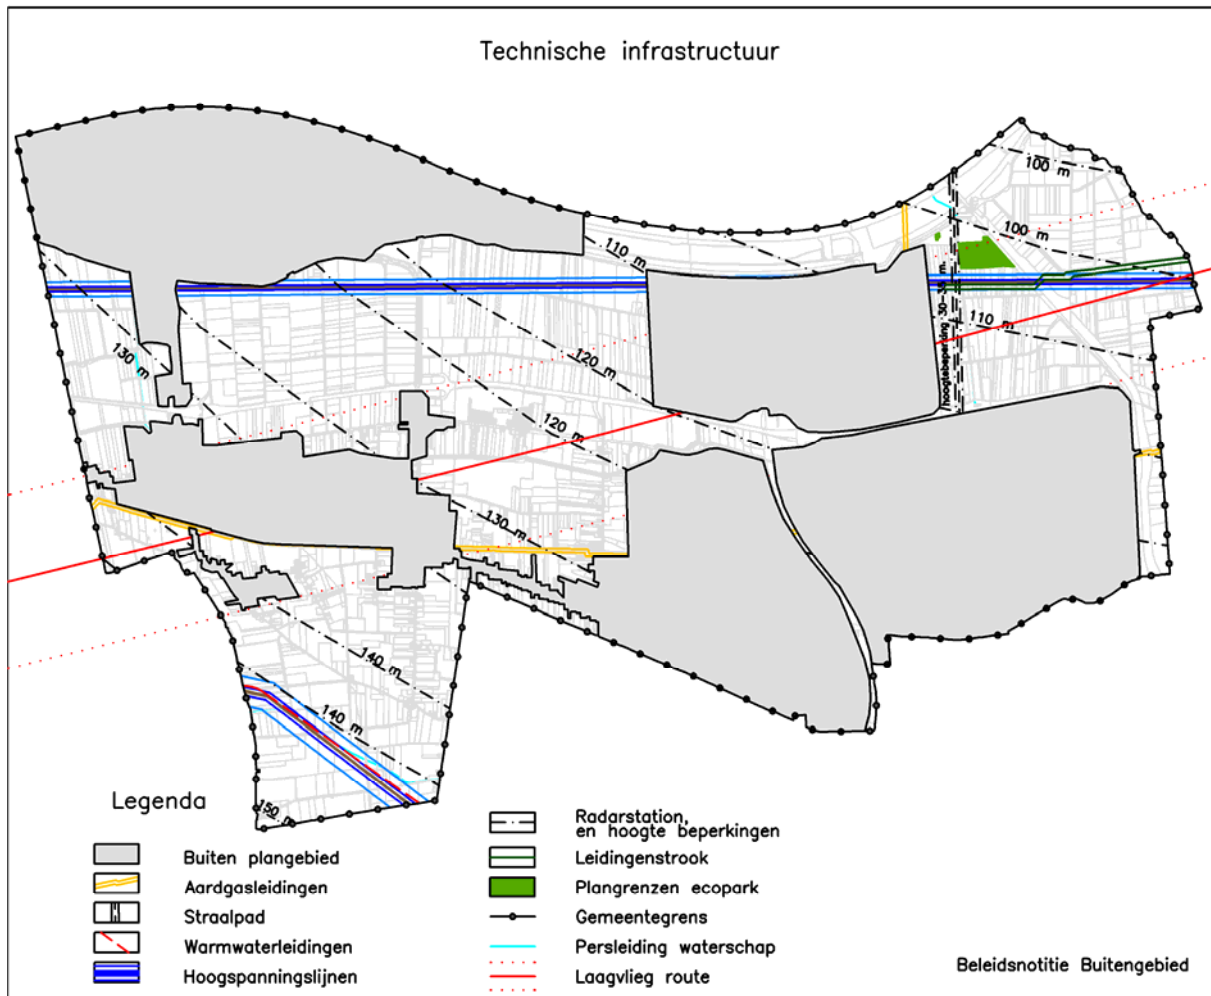 Technische infrastructuur
100 m
100 m
110 m
hoogtebeperking 30-35 m.
110 m
130 m
120 m
120 m
130 m
140 m
140 m
150 m
Legenda
Buiten plangebied
Aardgasleidingen
Straalpad
Warmwaterleidingen
Hoogspanningslijnen
Radarstation,
en hoogte beperkingen
Leidingenstrook
Plangrenzen ecopark
Gemeentegrens
Persleiding waterschap
Laagvlieg route
Beleidsnotitie Buitengebied